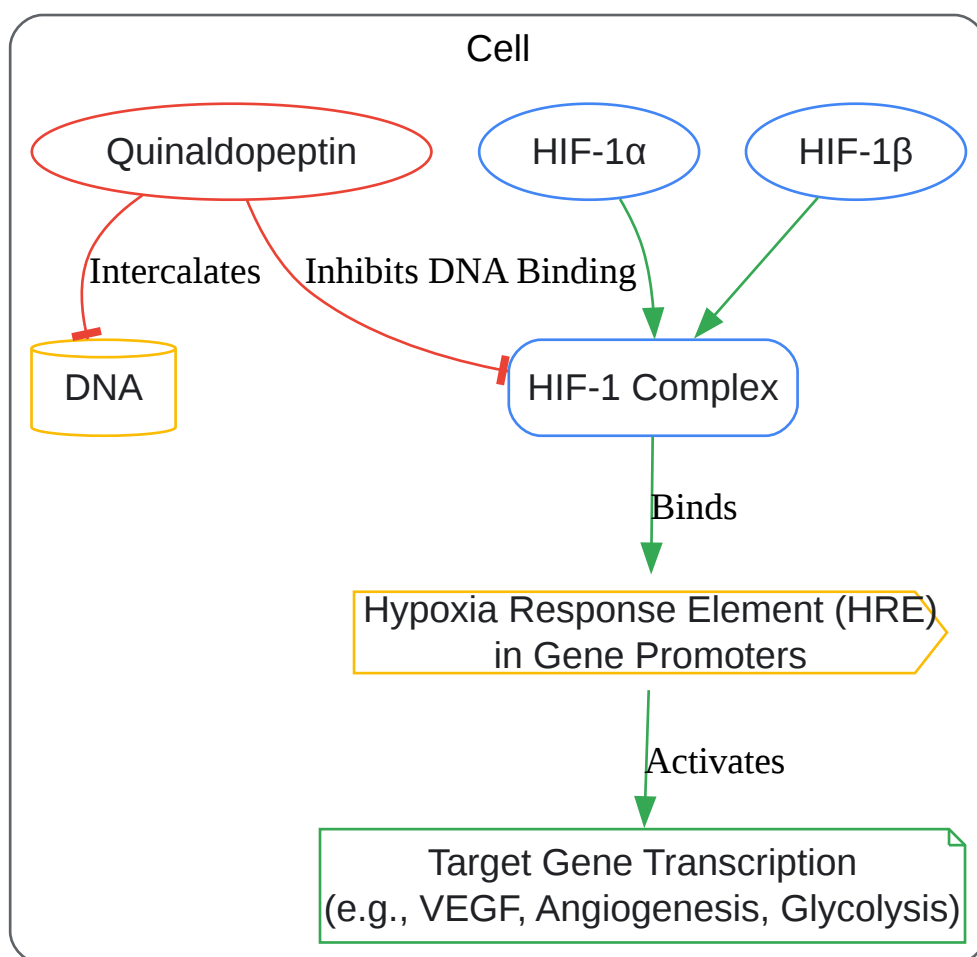 Cell
Quinaldopeptin
HIF-1α
HIF-1β
Intercalates
Inhibits DNA Binding
DNA
HIF-1 Complex
Binds
Hypoxia Response Element (HRE)
in Gene Promoters
Activates
Target Gene Transcription
(e.g., VEGF, Angiogenesis, Glycolysis)